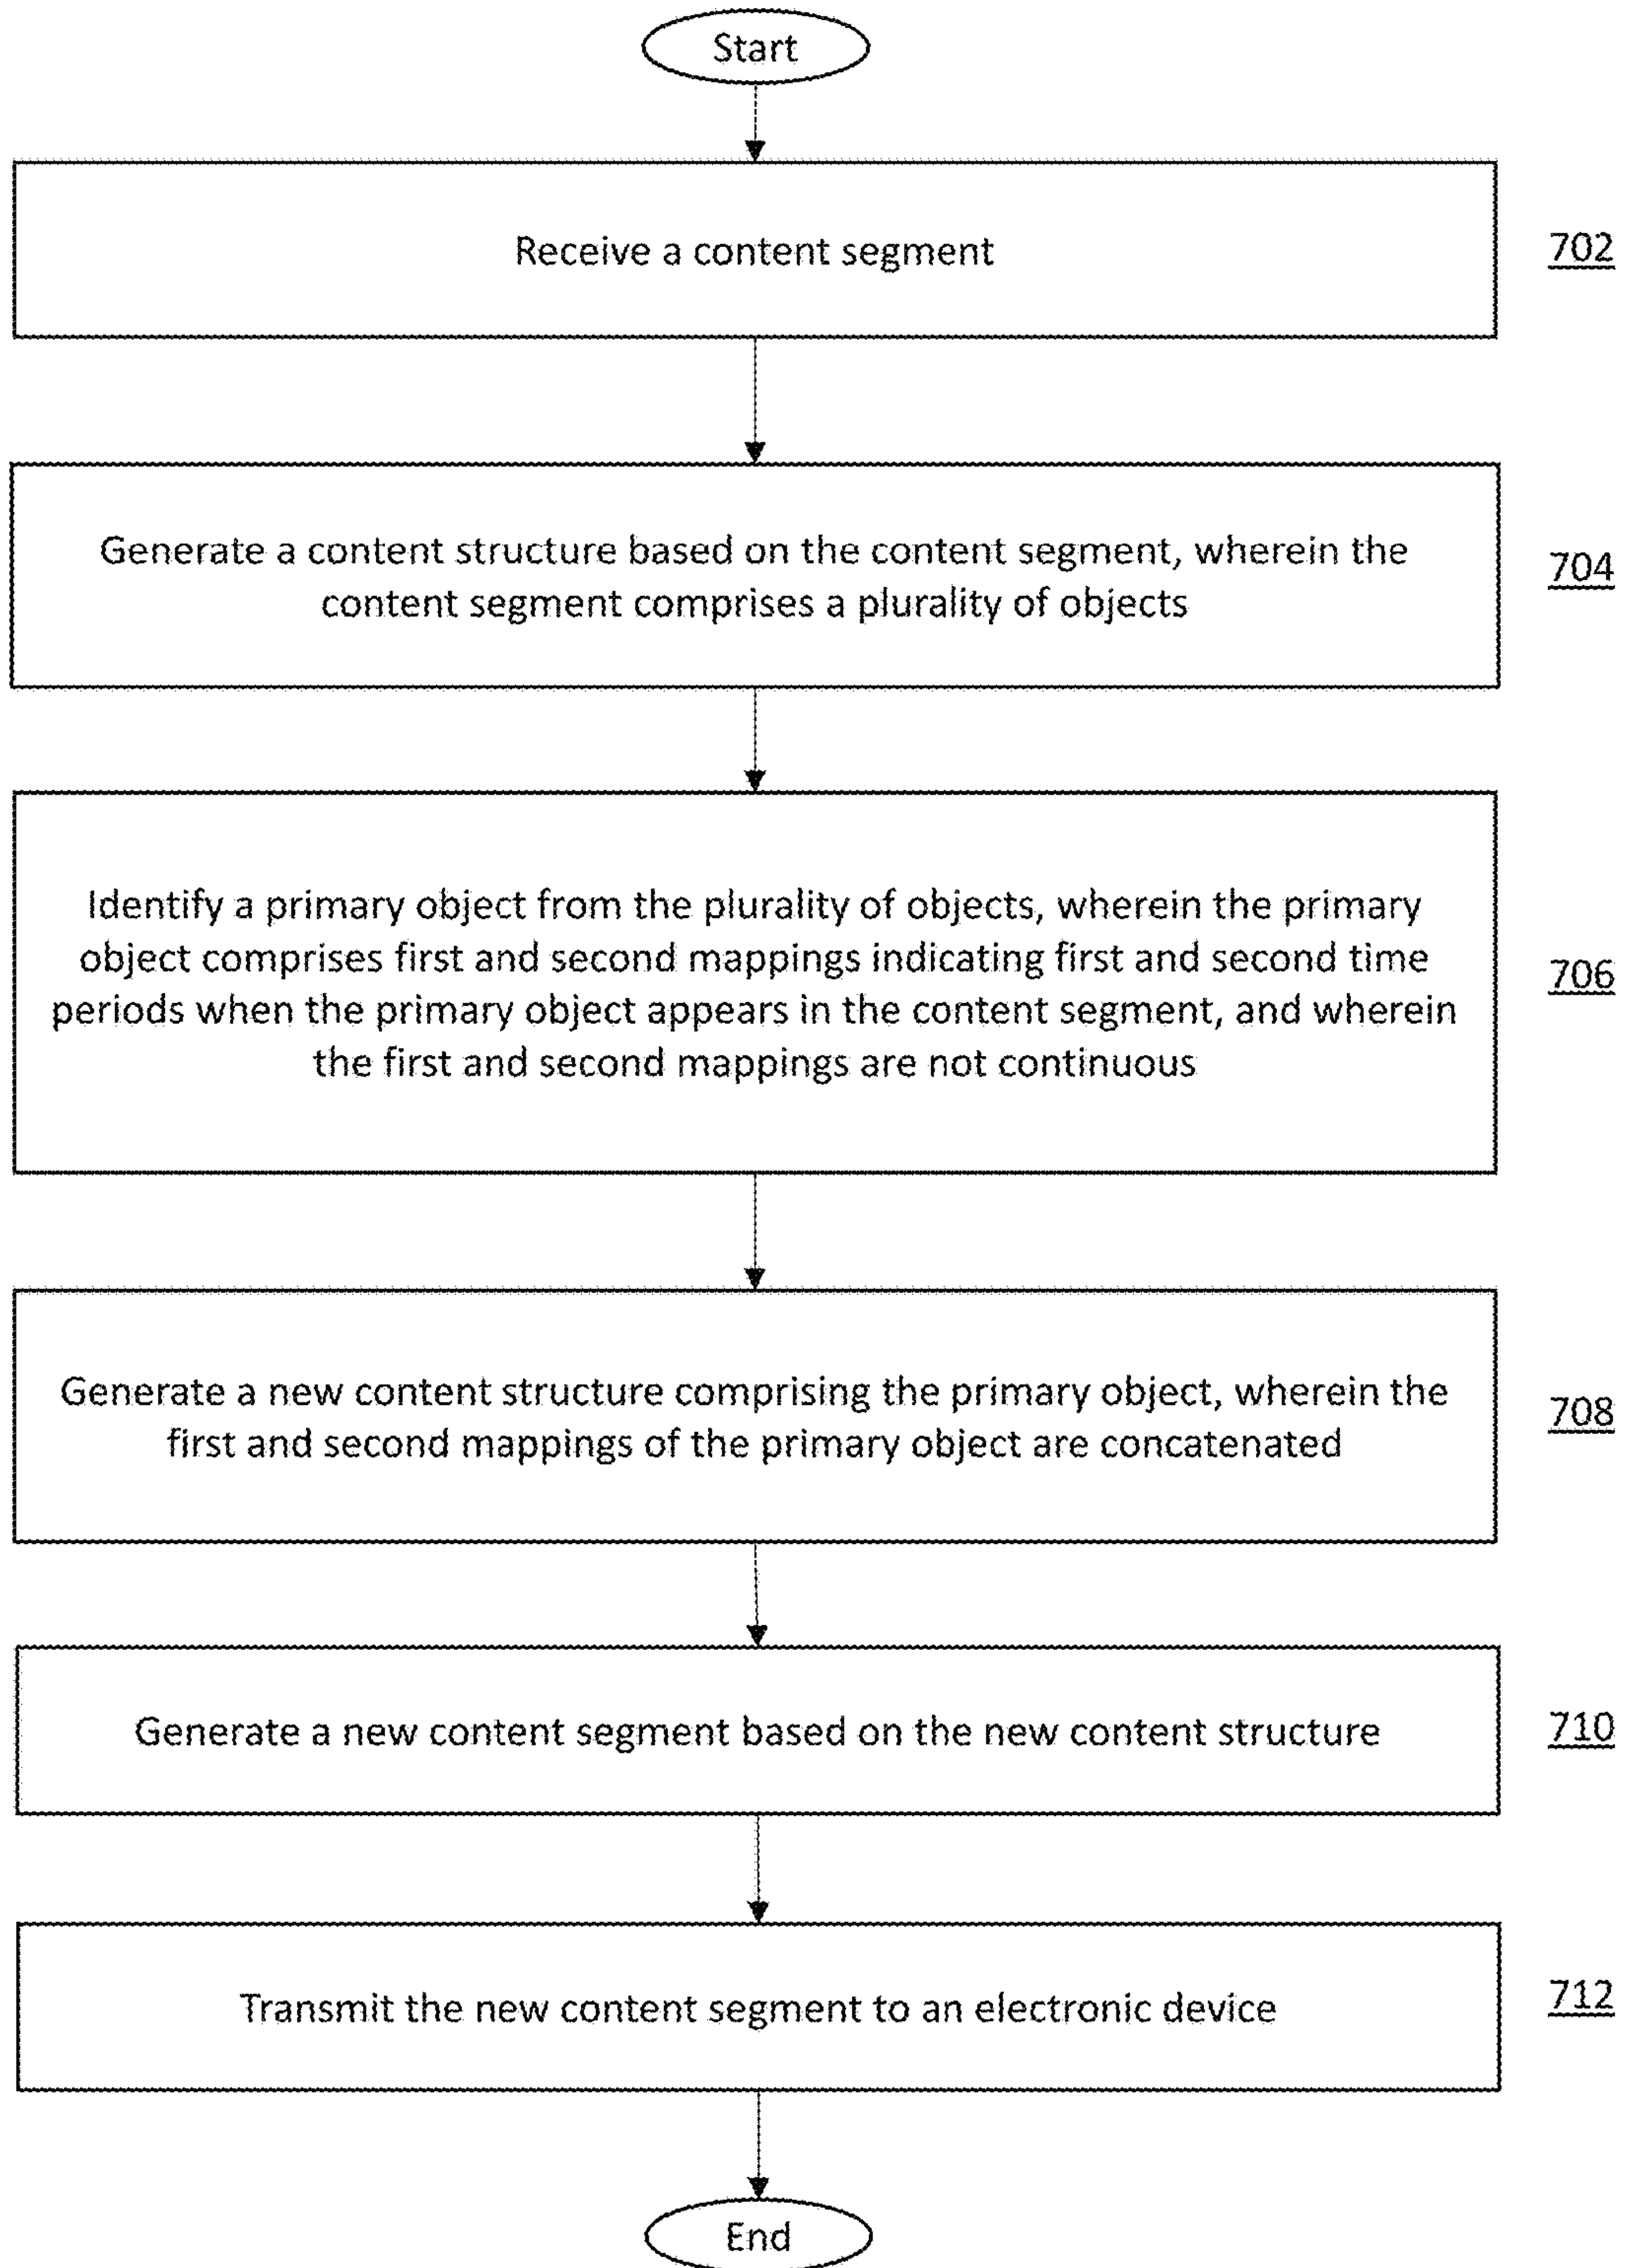 Start
Receive a content segment
702
Generate a content structure based on the content segment, wherein the
content segment comprises a plurality of objects
704
Identify a primary object from the plurality of objects, wherein the primary
object comprises first and second mappings indicating first and second time
periods when the primary object appears in the content segment, and wherein
the first and second mappings are not continuous
706
Generate a new content structure comprising the primary object, wherein the
first and second mappings of the primary object are concatenated
708
Generate a new content segment based on the new content structure
710
Transmit the new content segment to an electronic device
712
End